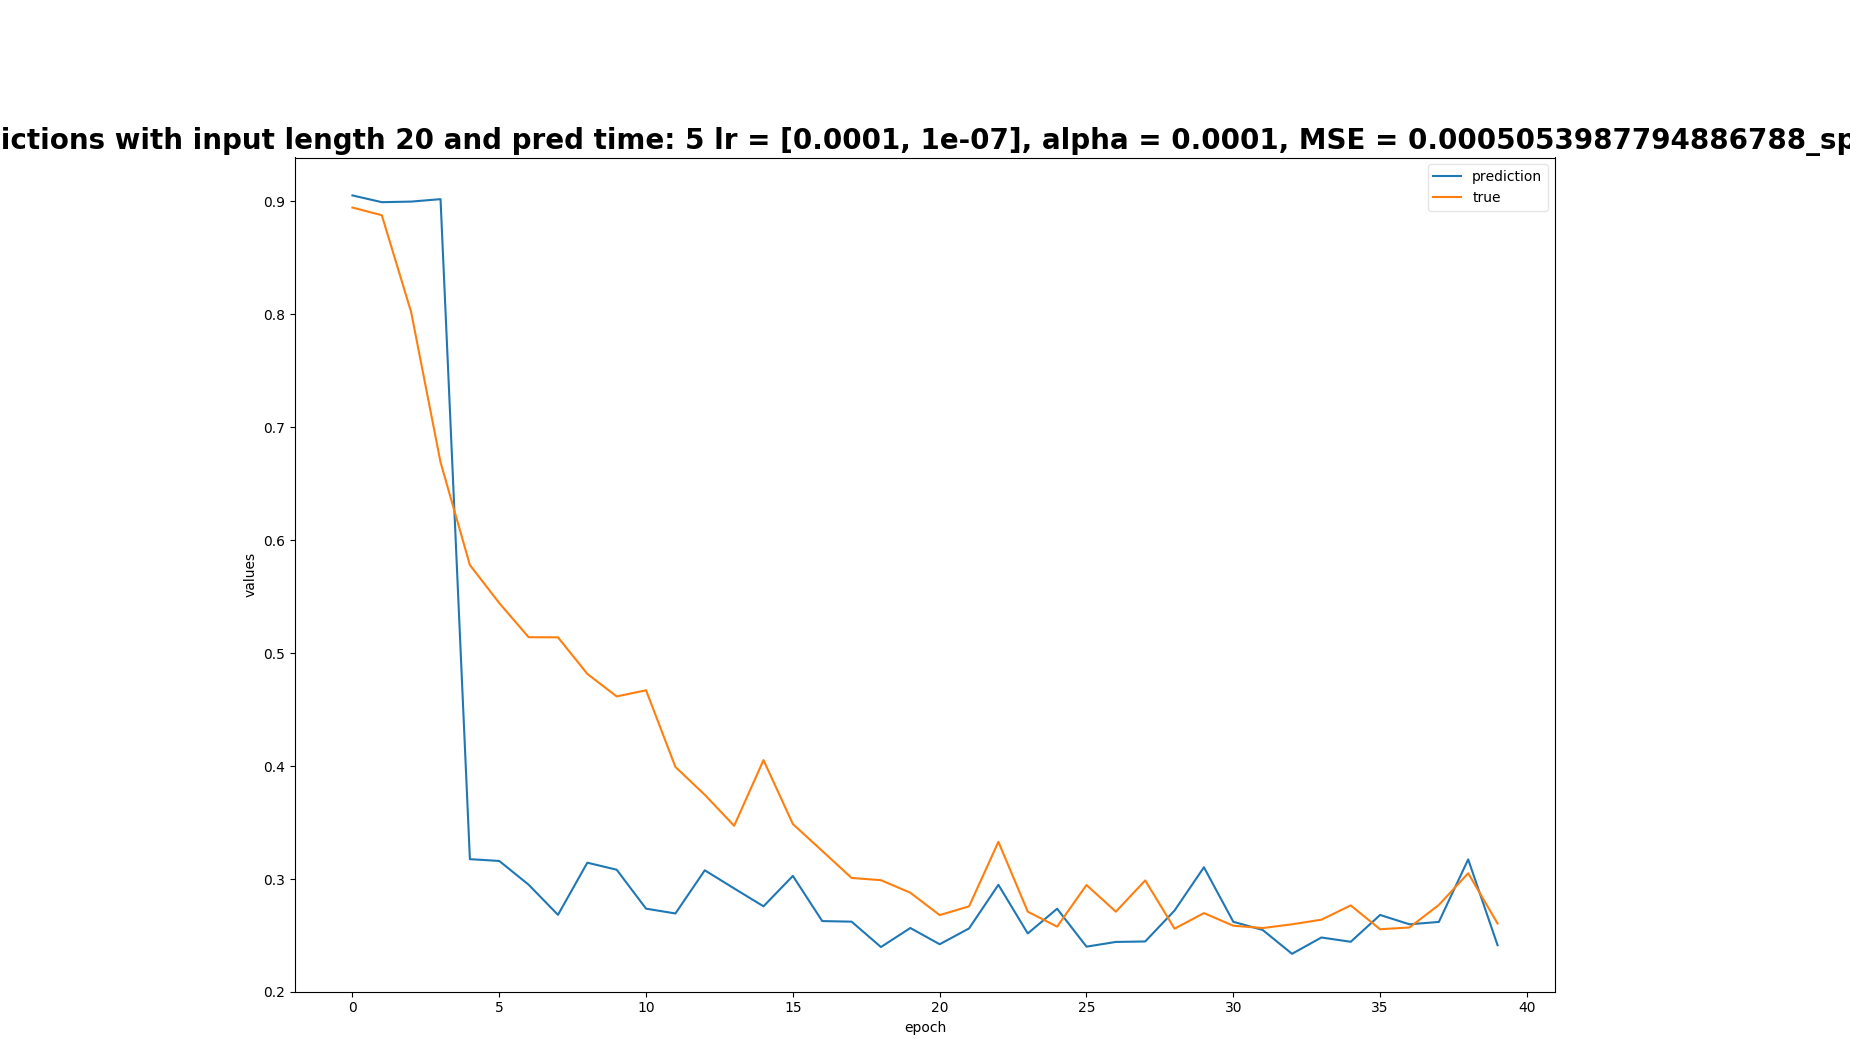 ictions with input length 20 and pred time: 5 lr = [0.0001, 1e-07], alpha = 0.0001, MSE = 0.0005053987794886788_sp
prediction
true
0.9
0.8
0.7
0.6
0.5
0.4
0.3
0.2
values
0 5 10 15 20 25 30 35 40
epoch